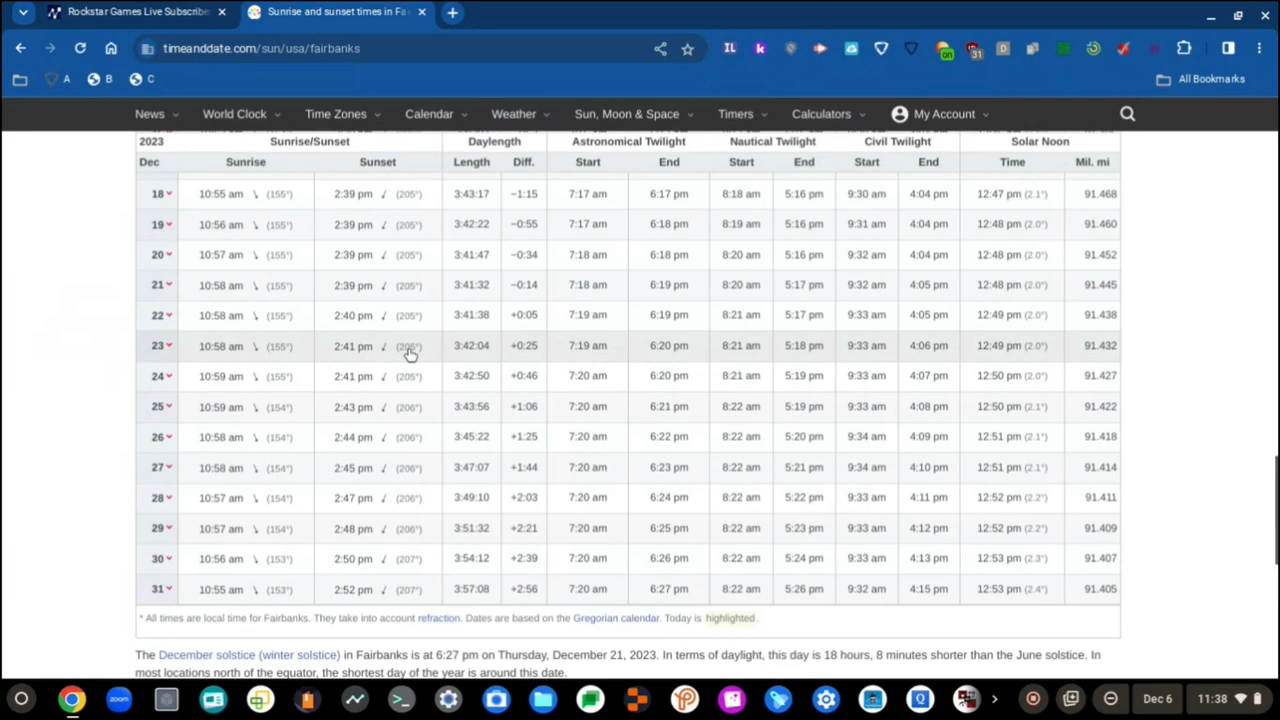 Rockstar Games Live Subscribe
Sunrise and sunset times in Fa
timeanddate.com/sun/usa/fairbanks
IL k on 31 D Q
A B C All Bookmarks
News World Clock Time Zones Calendar Weather Sun, Moon & Space Timers Calculators My Account
2023 Sunrise/Sunset Daylength Astronomical Twilight Nautical Twilight Civil Twilight Solar Noon
Dec Sunrise Sunset Length Diff. Start End Start End Start End Time Mil. mi
18 10:55 am ↘ (155°) 2:39 pm ↙ (205°) 3:43:17 −1:15 7:17 am 6:17 pm 8:18 am 5:16 pm 9:30 am 4:04 pm 12:47 pm (2.1°) 91.468
19 10:56 am ↘ (155°) 2:39 pm ↙ (205°) 3:42:22 −0:55 7:17 am 6:18 pm 8:19 am 5:16 pm 9:31 am 4:04 pm 12:48 pm (2.0°) 91.460
20 10:57 am ↘ (155°) 2:39 pm ↙ (205°) 3:41:47 −0:34 7:18 am 6:18 pm 8:20 am 5:16 pm 9:32 am 4:04 pm 12:48 pm (2.0°) 91.452
21 10:58 am ↘ (155°) 2:39 pm ↙ (205°) 3:41:32 −0:14 7:18 am 6:19 pm 8:20 am 5:17 pm 9:32 am 4:05 pm 12:48 pm (2.0°) 91.445
22 10:58 am ↘ (155°) 2:40 pm ↙ (205°) 3:41:38 +0:05 7:19 am 6:19 pm 8:21 am 5:17 pm 9:33 am 4:05 pm 12:49 pm (2.0°) 91.438
23 10:58 am ↘ (155°) 2:41 pm ↙ (205°) 3:42:04 +0:25 7:19 am 6:20 pm 8:21 am 5:18 pm 9:33 am 4:06 pm 12:49 pm (2.0°) 91.432
24 10:59 am ↘ (155°) 2:41 pm ↙ (205°) 3:42:50 +0:46 7:20 am 6:20 pm 8:21 am 5:19 pm 9:33 am 4:07 pm 12:50 pm (2.0°) 91.427
25 10:59 am ↘ (154°) 2:43 pm ↙ (206°) 3:43:56 +1:06 7:20 am 6:21 pm 8:22 am 5:19 pm 9:33 am 4:08 pm 12:50 pm (2.1°) 91.422
26 10:58 am ↘ (154°) 2:44 pm ↙ (206°) 3:45:22 +1:25 7:20 am 6:22 pm 8:22 am 5:20 pm 9:34 am 4:09 pm 12:51 pm (2.1°) 91.418
27 10:58 am ↘ (154°) 2:45 pm ↙ (206°) 3:47:07 +1:44 7:20 am 6:23 pm 8:22 am 5:21 pm 9:34 am 4:10 pm 12:51 pm (2.1°) 91.414
28 10:57 am ↘ (154°) 2:47 pm ↙ (206°) 3:49:10 +2:03 7:20 am 6:24 pm 8:22 am 5:22 pm 9:33 am 4:11 pm 12:52 pm (2.2°) 91.411
29 10:57 am ↘ (154°) 2:48 pm ↙ (206°) 3:51:32 +2:21 7:20 am 6:25 pm 8:22 am 5:23 pm 9:33 am 4:12 pm 12:52 pm (2.2°) 91.409
30 10:56 am ↘ (153°) 2:50 pm ↙ (207°) 3:54:12 +2:39 7:20 am 6:26 pm 8:22 am 5:24 pm 9:33 am 4:13 pm 12:53 pm (2.3°) 91.407
31 10:55 am ↘ (153°) 2:52 pm ↙ (207°) 3:57:08 +2:56 7:20 am 6:27 pm 8:22 am 5:26 pm 9:32 am 4:15 pm 12:53 pm (2.4°) 91.405
* All times are local time for Fairbanks. They take into account refraction. Dates are based on the Gregorian calendar. Today is highlighted.
The December solstice (winter solstice) in Fairbanks is at 6:27 pm on Thursday, December 21, 2023. In terms of daylight, this day is 18 hours, 8 minutes shorter than the June solstice. In
most locations north of the equator, the shortest day of the year is around this date.
zoom Dec 6 11:38